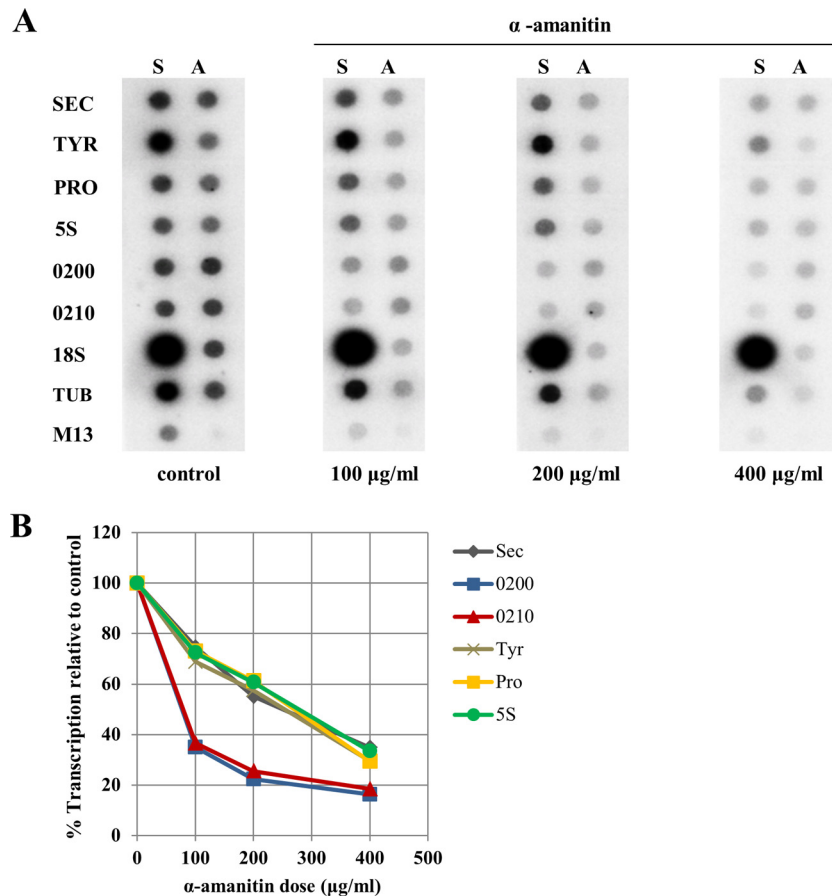 A
α -amanitin
S A S A S A S A
SEC
TYR
PRO
5S
0200
0210
18S
TUB
M13
control 100 µg/ml 200 µg/ml 400 µg/ml
B
120
100
80
60
40
20
0
0 100 200 300 400 500
% Transcription relative to control
α-amanitin dose (µg/ml)
Sec
0200
0210
Tyr
Pro
5S